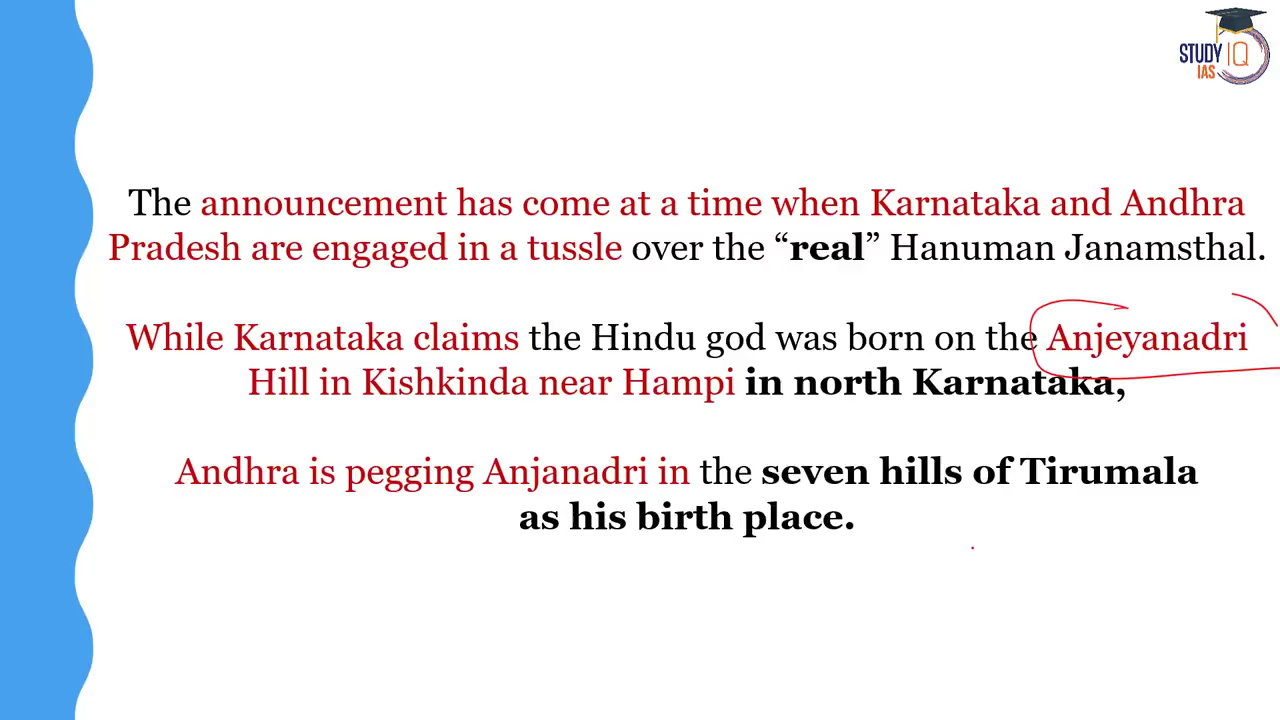 STUDY IQ
IAS
The announcement has come at a time when Karnataka and Andhra
Pradesh are engaged in a tussle over the “real” Hanuman Janamsthal.
While Karnataka claims the Hindu god was born on the Anjeyanadri
Hill in Kishkinda near Hampi in north Karnataka,
Andhra is pegging Anjanadri in the seven hills of Tirumala
as his birth place.